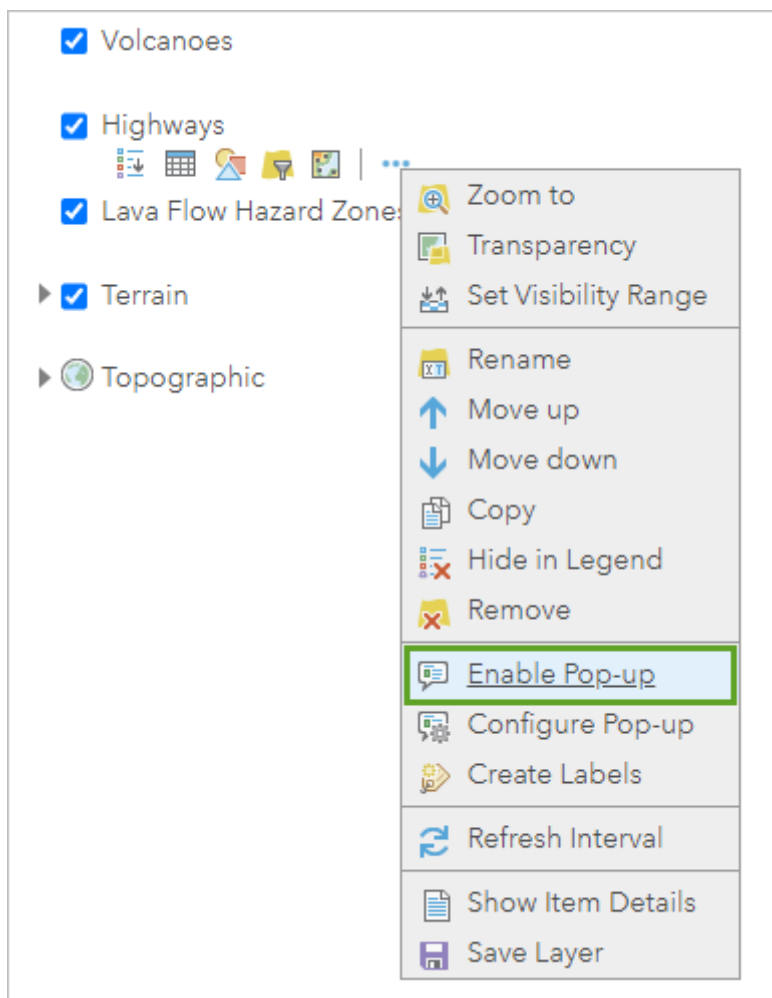 Volcanoes
Highways
Lava Flow Hazard Zones
Terrain
Topographic
Zoom to
Transparency
Set Visibility Range
Rename
Move up
Move down
Copy
Hide in Legend
Remove
Enable Pop-up
Configure Pop-up
Create Labels
Refresh Interval
Show Item Details
Save Layer